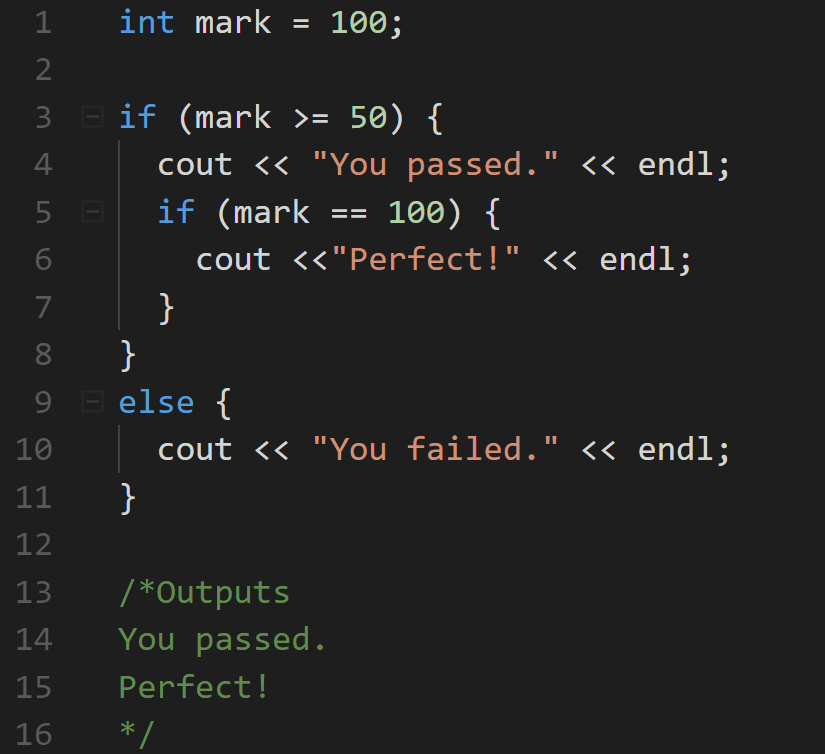 1 int mark = 100;
2
3 if (mark >= 50) {
4   cout << "You passed." << endl;
5   if (mark == 100) {
6     cout <<"Perfect!" << endl;
7   }
8 }
9 else {
10   cout << "You failed." << endl;
11 }
12
13 /*Outputs
14 You passed.
15 Perfect!
16 */